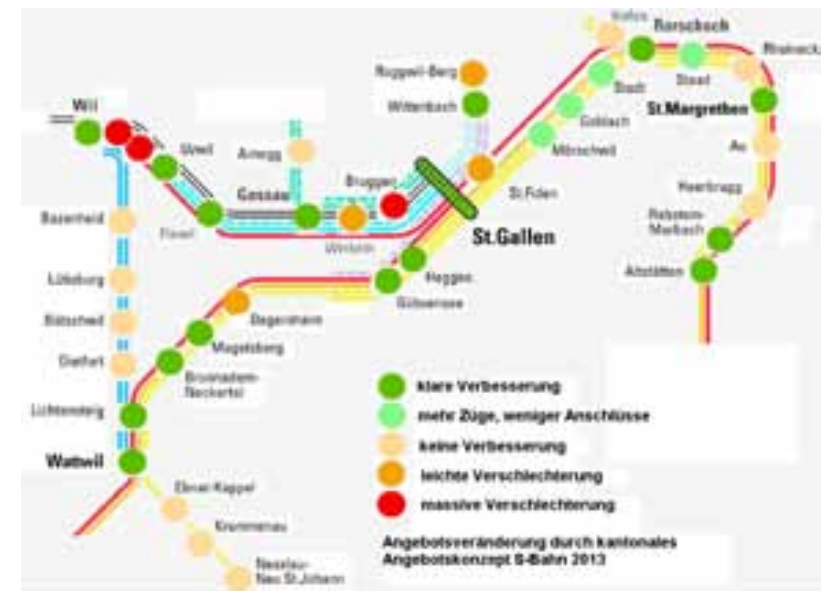 Rorschach
Rheineck
Roggwil-Berg
Staad
Stadt
Wil
Wittenbach
St.Margrethen
Goldach
Uzwil
Arnegg
Mörschwil
Au
Bruggen
Gossau
St.Fiden
Heerbrugg
Bazenheid
Flawil
Winkeln
Rebstein-
Marbach
St.Gallen
Haggen
Altstätten
Lütisburg
Gübsensee
Degersheim
Bütschwil
Mogelsberg
Dietfurt
Brunnadern-
Neckertal
klare Verbesserung
Lichtensteig
mehr Züge, weniger Anschlüsse
keine Verbesserung
Wattwil
leichte Verschlechterung
Ebnat-Kappel
massive Verschlechterung
Krummenau
Angebotsveränderung durch kantonales
Angebotskonzept S-Bahn 2013
Nesslau-
Neu St.Johann